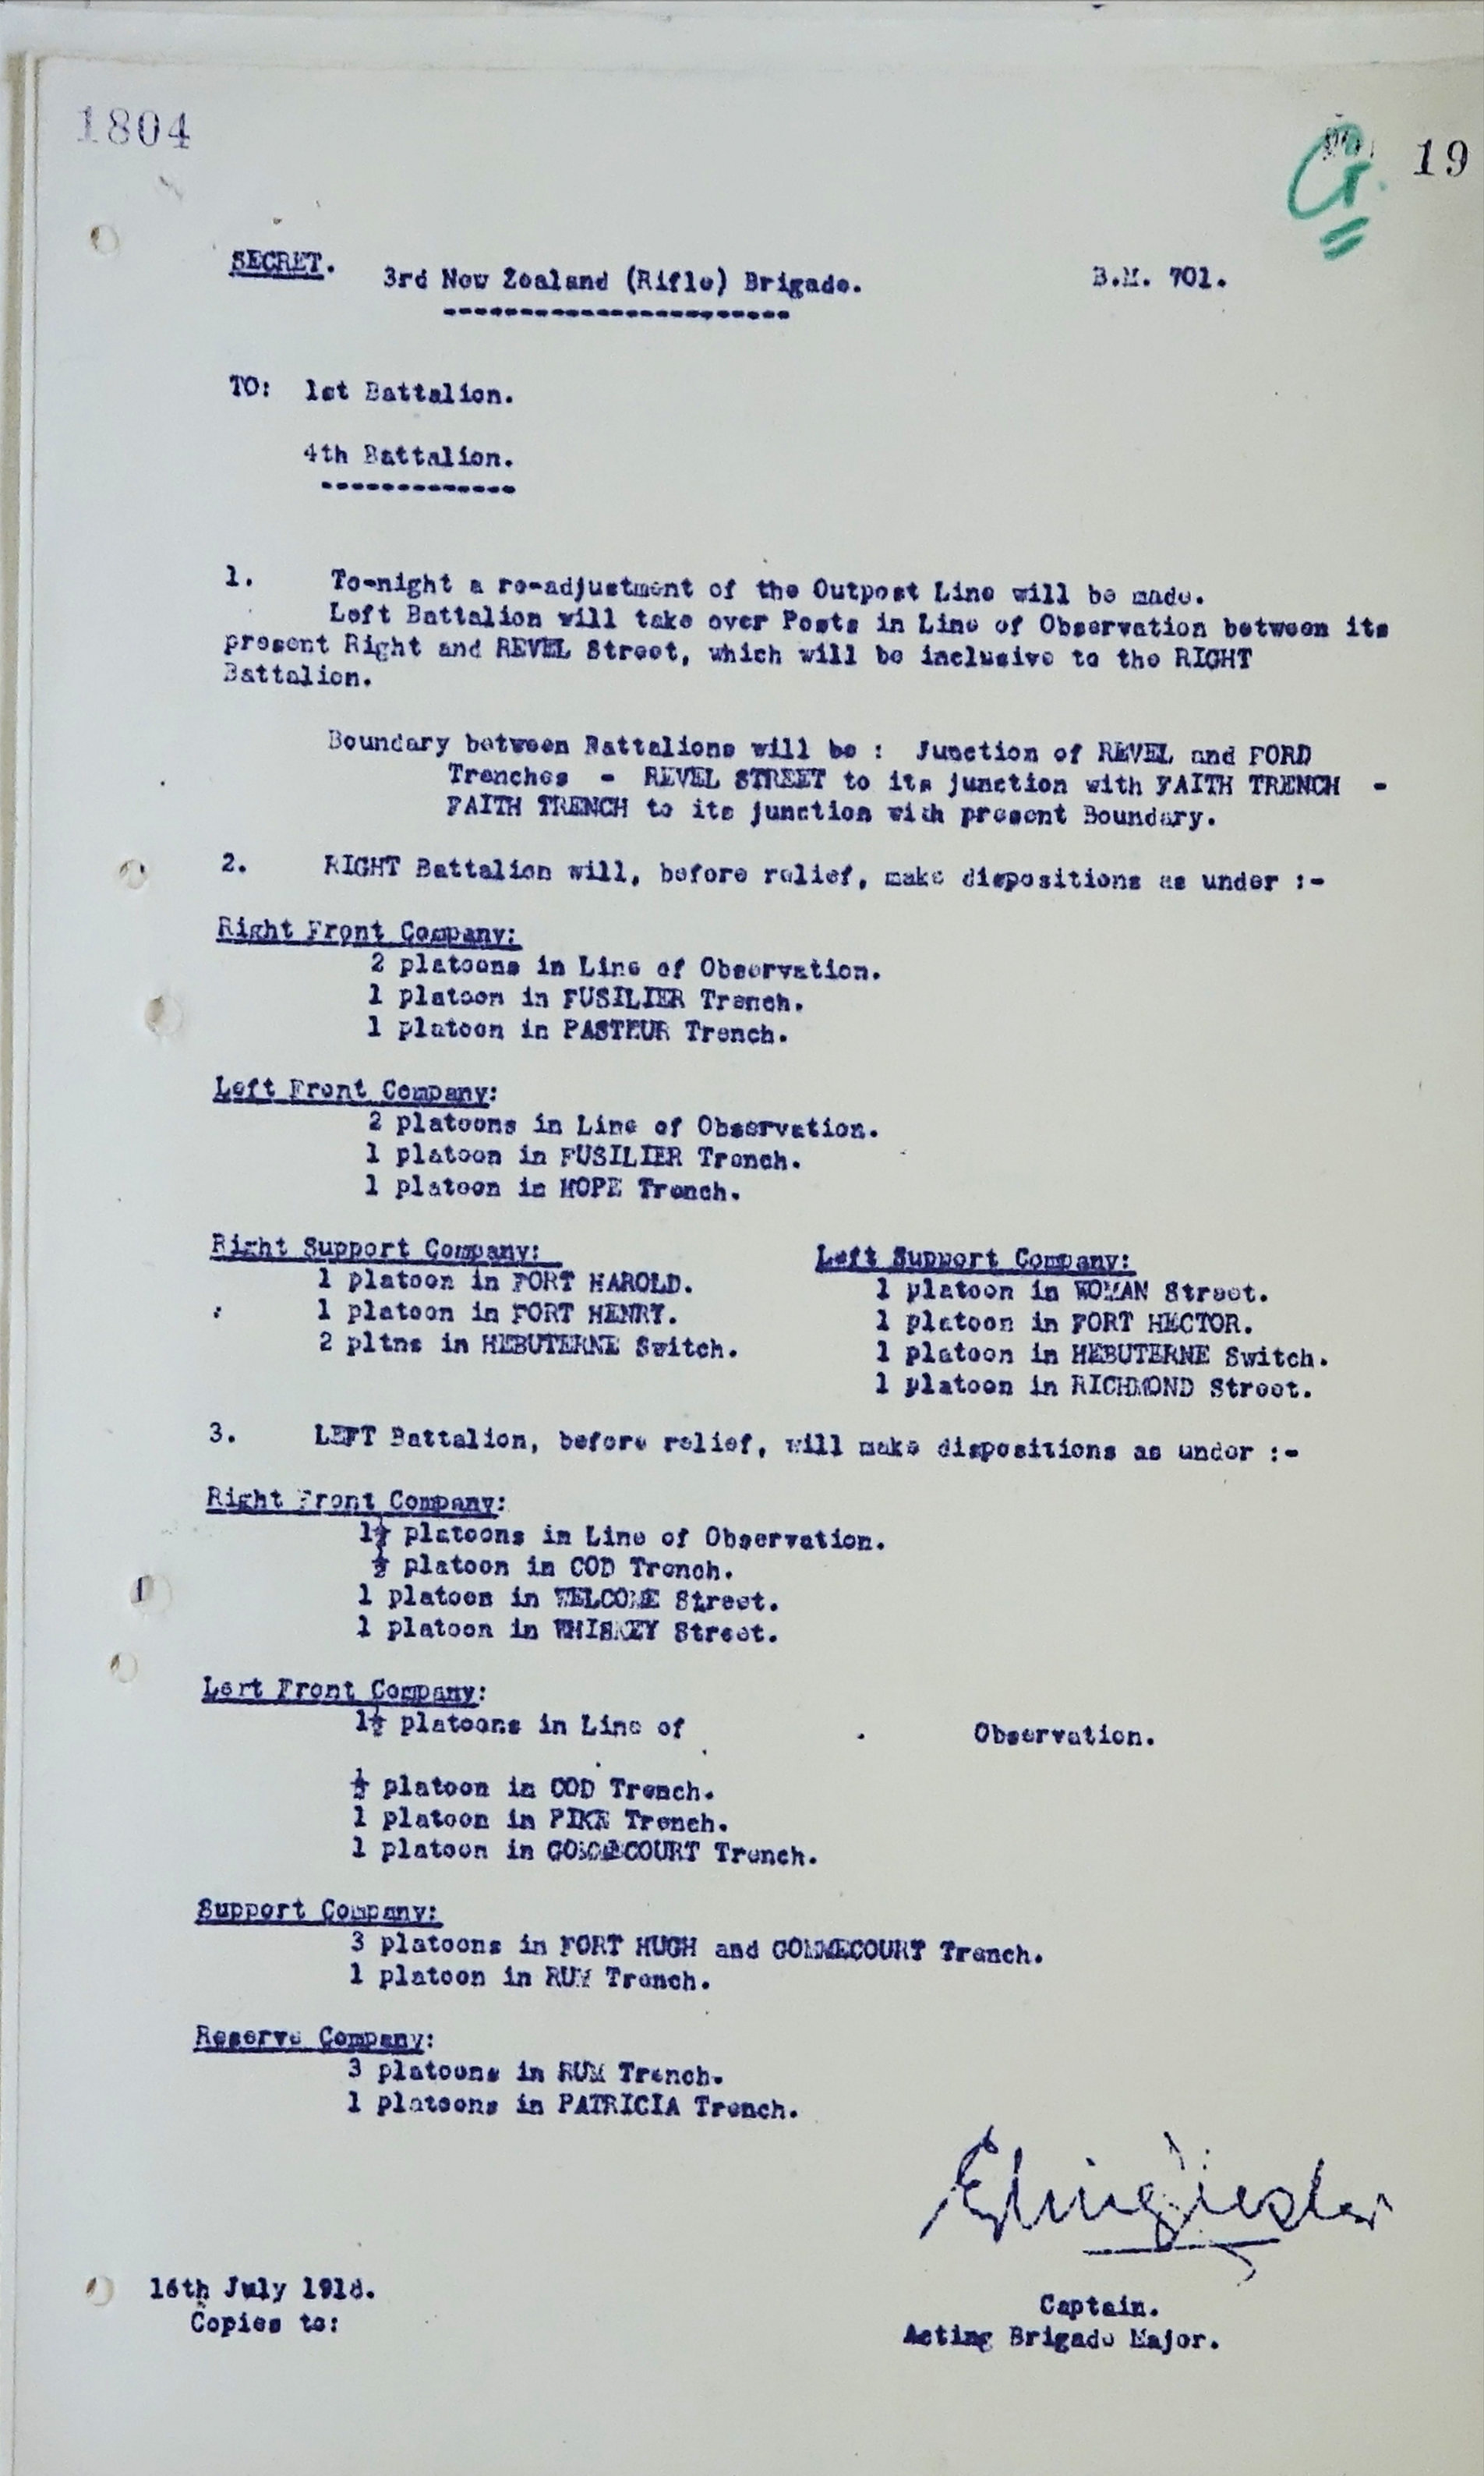 1804
G. 19
SECRET. 3rd New Zealand (Rifle) Brigade. B.M. 701.
TO: 1st Battalion.
4th Battalion.
1. To-night a re-adjustment of the Outpost Line will be made.
Left Battalion will take over Posts in Line of Observation between its
present Right and REVEL Street, which will be inclusive to the RIGHT
Battalion.
Boundary between Battalions will be : Junction of REVEL and FORD
Trenches - REVEL STREET to its junction with FAITH TRENCH -
FAITH TRENCH to its junction with present Boundary.
2. RIGHT Battalion will, before relief, make dispositions as under :-
Right Front Company:
2 platoons in Line of Observation.
1 platoon in FUSILIER Trench.
1 platoon in PASTEUR Trench.
Left Front Company:
2 platoons in Line of Observation.
1 platoon in FUSILIER Trench.
1 platoon in HOPE Trench.
Right Support Company:
1 platoon in FORT HAROLD.
1 platoon in FORT HENRY.
2 pltns in HEBUTERNE Switch.
Left Support Company:
1 platoon in WOMAN Street.
1 platoon in FORT HECTOR.
1 platoon in HEBUTERNE Switch.
1 platoon in RICHMOND Street.
3. LEFT Battalion, before relief, will make dispositions as under :-
Right Front Company:
1½ platoons in Line of Observation.
½ platoon in COD Trench.
1 platoon in WELCOME Street.
1 platoon in WHISKEY Street.
Left Front Company:
1½ platoons in Line of Observation.
½ platoon in COD Trench.
1 platoon in PIKE Trench.
1 platoon in GOMMECOURT Trench.
Support Company:
3 platoons in FORT HUGH and GOMMECOURT Trench.
1 platoon in RUM Trench.
Reserve Company:
3 platoons in RUM Trench.
1 platoons in PATRICIA Trench.
16th July 1918.
Copies to:
Captain.
Acting Brigade Major.